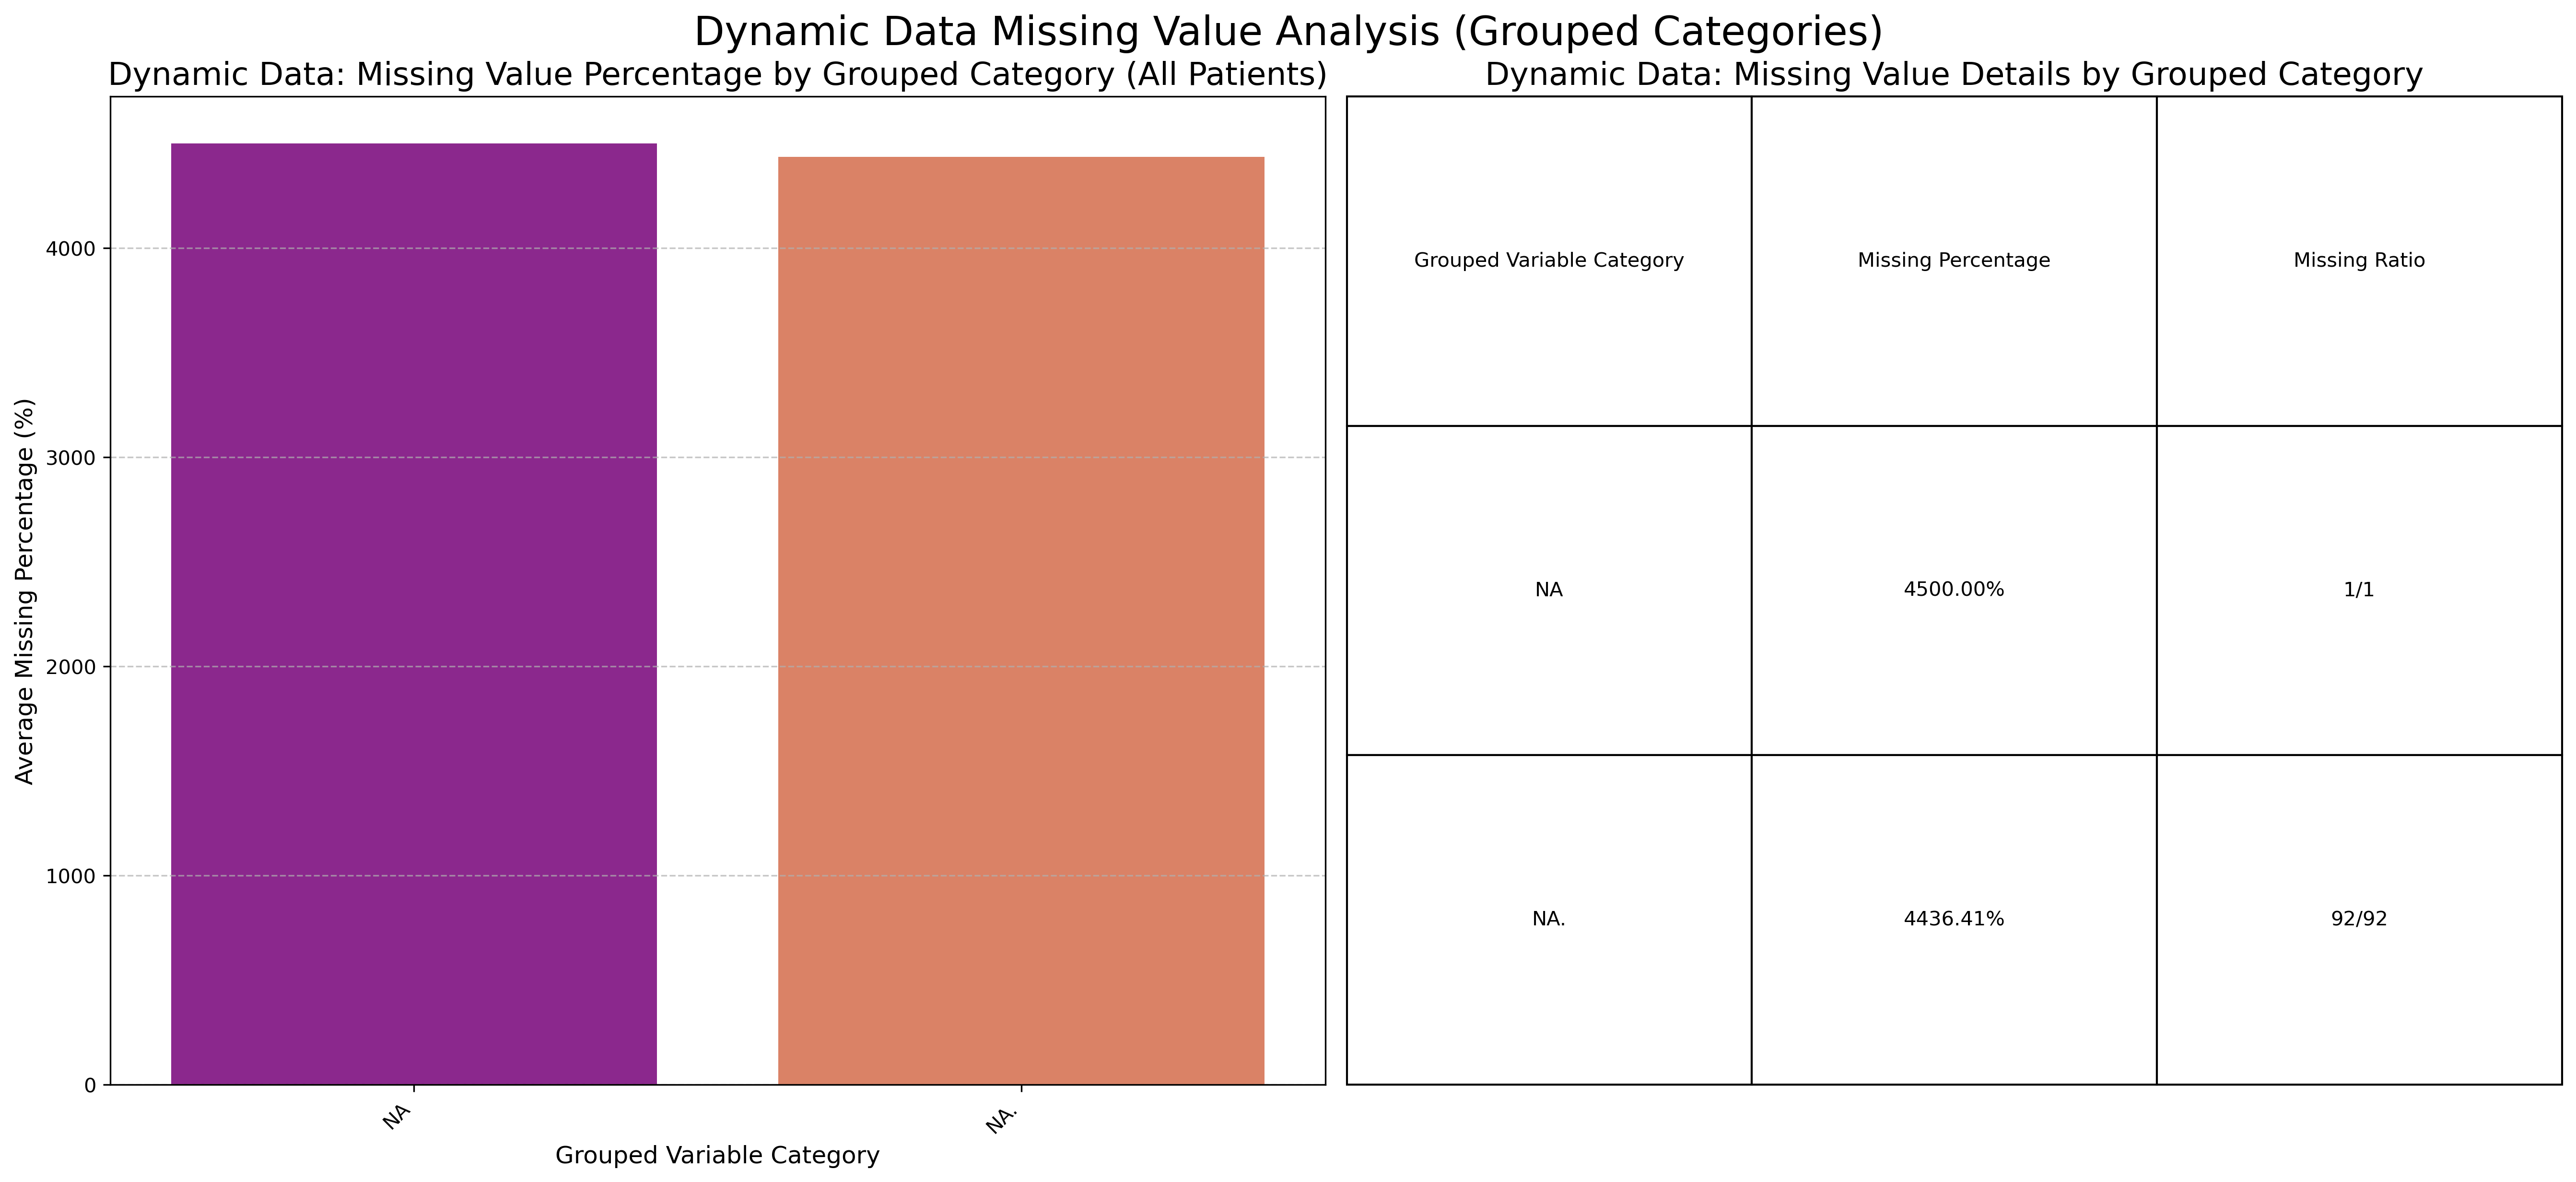 Dynamic Data Missing Value Analysis (Grouped Categories)
Dynamic Data: Missing Value Percentage by Grouped Category (All Patients)
Average Missing Percentage (%)
4000
3000
2000
1000
0
NA
NA.
Grouped Variable Category
Dynamic Data: Missing Value Details by Grouped Category
Grouped Variable Category Missing Percentage Missing Ratio
NA 4500.00% 1/1
NA. 4436.41% 92/92